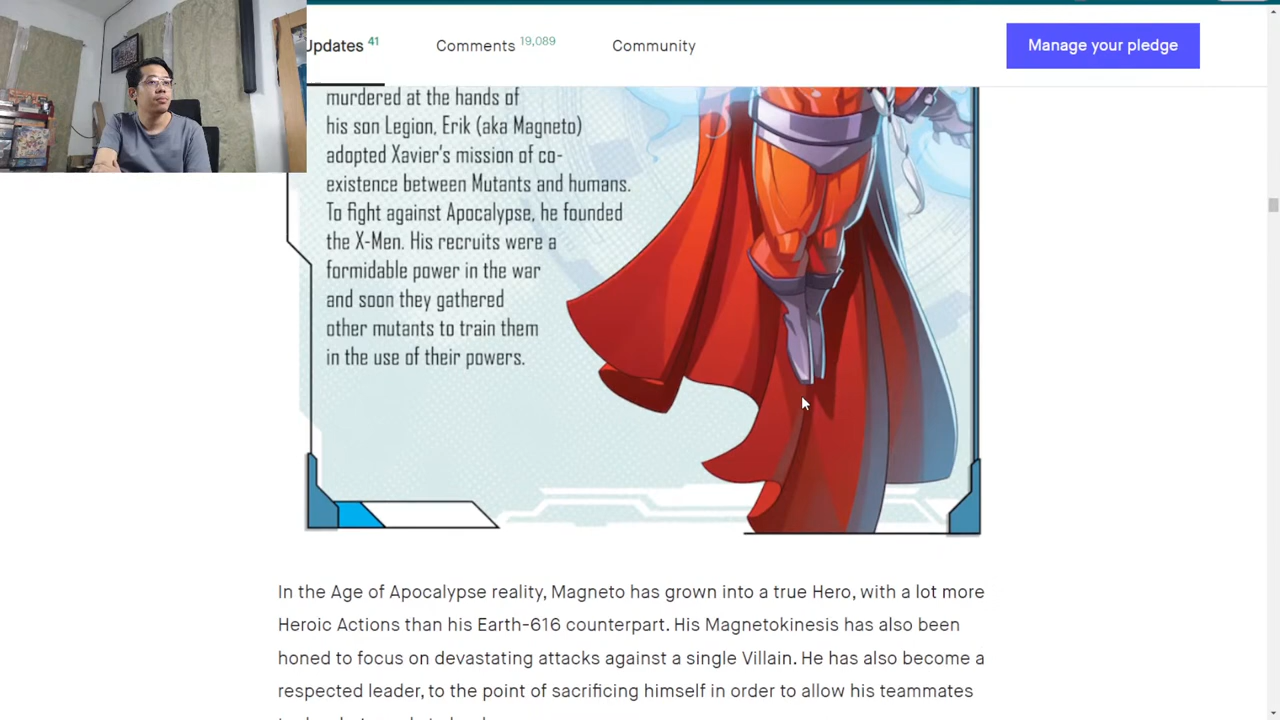 Updates 41
Comments 19,089
Community
Manage your pledge
murdered at the hands of
his son Legion, Erik (aka Magneto)
adopted Xavier's mission of co-
existence between Mutants and humans.
To fight against Apocalypse, he founded
the X-Men. His recruits were a
formidable power in the war
and soon they gathered
other mutants to train them
in the use of their powers.
In the Age of Apocalypse reality, Magneto has grown into a true Hero, with a lot more
Heroic Actions than his Earth-616 counterpart. His Magnetokinesis has also been
honed to focus on devastating attacks against a single Villain. He has also become a
respected leader, to the point of sacrificing himself in order to allow his teammates